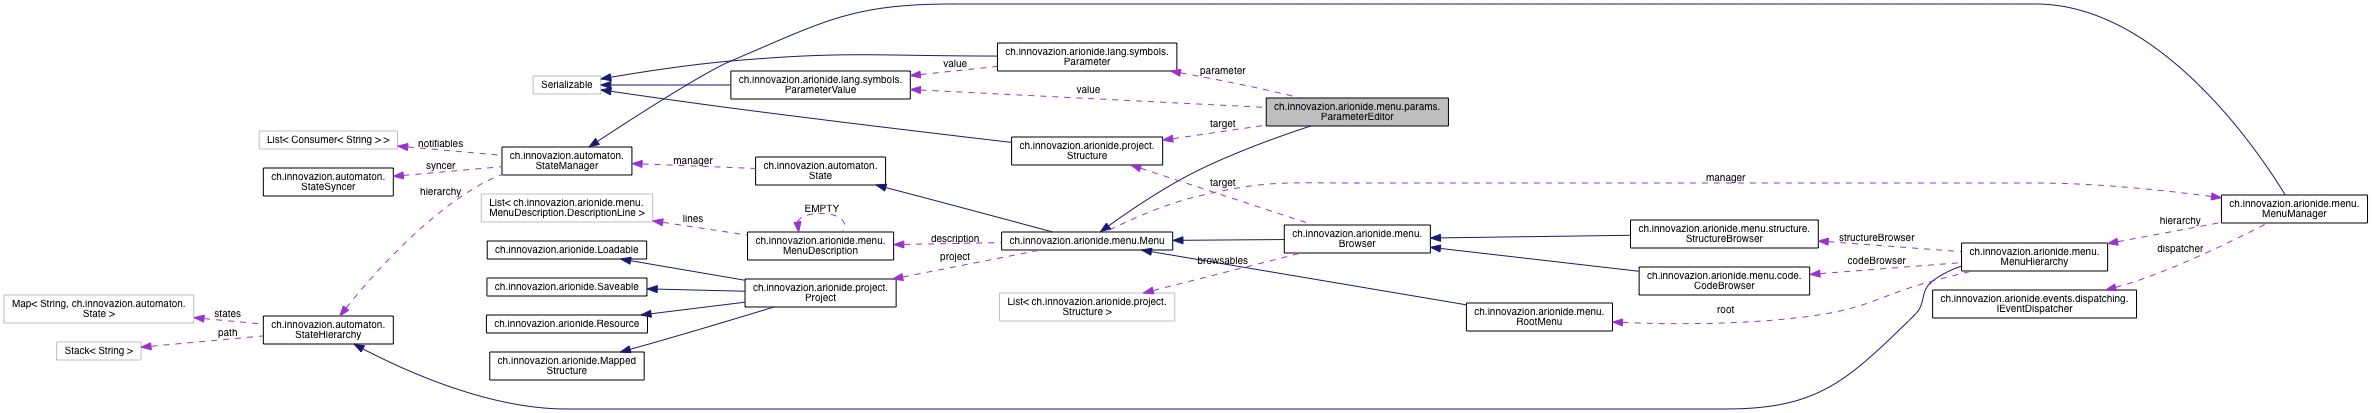 ch.innovazion.arionide.lang.symbols.
Parameter
value
parameter
Serializable
ch.innovazion.arionide.lang.symbols.
ParameterValue
value
ch.innovazion.arionide.menu.params.
ParameterEditor
target
List< Consumer< String > >
notifiables
ch.innovazion.automaton.
StateManager
manager
ch.innovazion.automaton.
State
ch.innovazion.arionide.project.
Structure
syncer
ch.innovazion.automaton.
StateSyncer
hierarchy
target
manager
List< ch.innovazion.arionide.menu.
MenuDescription.DescriptionLine >
lines
EMPTY
ch.innovazion.arionide.menu.
MenuDescription
description
ch.innovazion.arionide.menu.Menu
ch.innovazion.arionide.menu.
Browser
ch.innovazion.arionide.menu.structure.
StructureBrowser
structureBrowser
ch.innovazion.arionide.menu.
MenuManager
hierarchy
dispatcher
ch.innovazion.arionide.Loadable
project
browsables
codeBrowser
ch.innovazion.arionide.menu.
MenuHierarchy
ch.innovazion.arionide.Saveable
ch.innovazion.arionide.project.
Project
ch.innovazion.arionide.menu.code.
CodeBrowser
List< ch.innovazion.arionide.project.
Structure >
ch.innovazion.arionide.events.dispatching.
IEventDispatcher
Map< String, ch.innovazion.automaton.
State >
states
path
ch.innovazion.automaton.
StateHierarchy
ch.innovazion.arionide.Resource
ch.innovazion.arionide.menu.
RootMenu
root
Stack< String >
ch.innovazion.arionide.Mapped
Structure